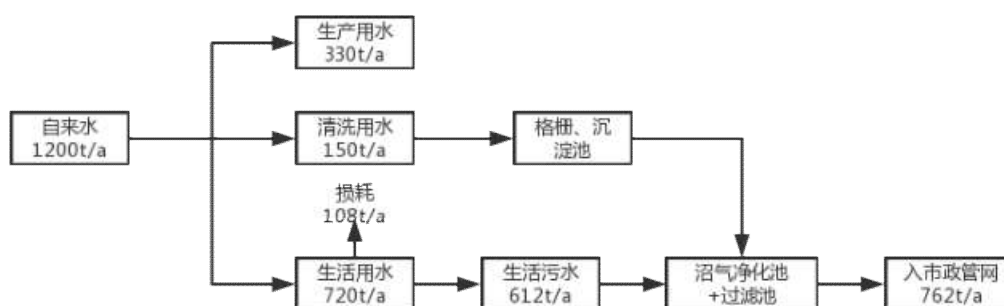 生产用水
330t/a
自来水
1200t/a
清洗用水
150t/a
格栅、沉
淀池
损耗
108t/a
生活用水
720t/a
生活污水
612t/a
沼气净化池
+过滤池
入市政管网
762t/a